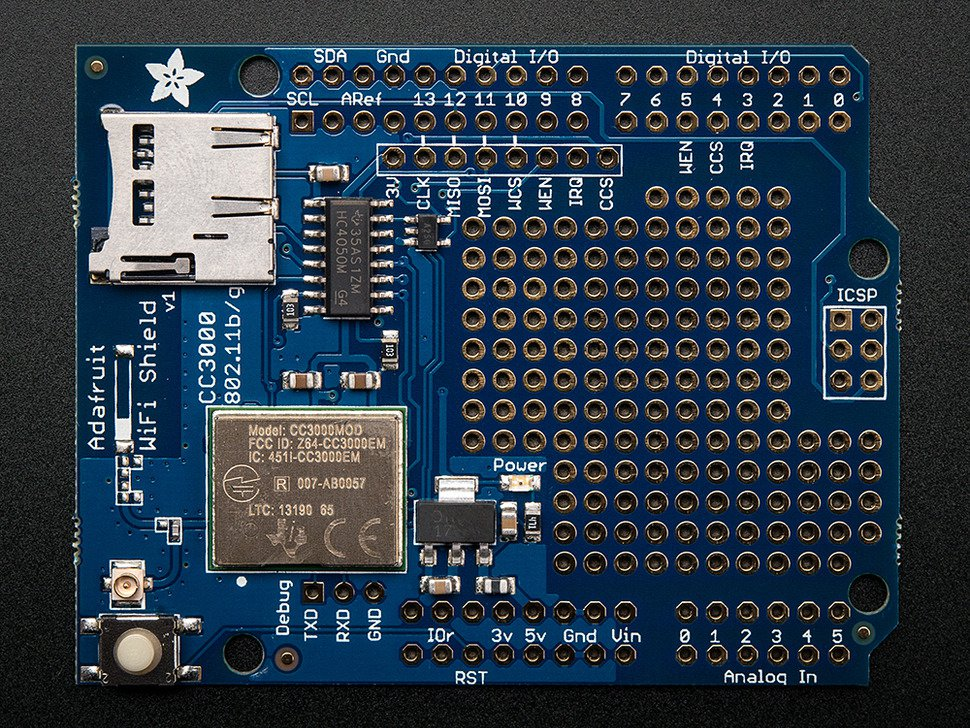 SDA Gnd Digital I/O Digital I/O
SCL ARef 13 12 11 10 9 8 7 6 5 4 3 2 1 0
3V CLK MISO MOSI WCS WEN IRQ CCS
WEN CCS IRQ
HC4050M G4
103
103
ICSP
Adafruit
WiFi Shield
v1
CC3000
802.11b/g
Model: CC3000MOD
FCC ID: Z64-CC3000EM
IC: 451I-CC3000EM
R 007-AB0057
LTC: 13190 65
CE
Power
Debug
TXD
RXD
GND
IOr 3v 5v Gnd Vin 0 1 2 3 4 5
RST
Analog In